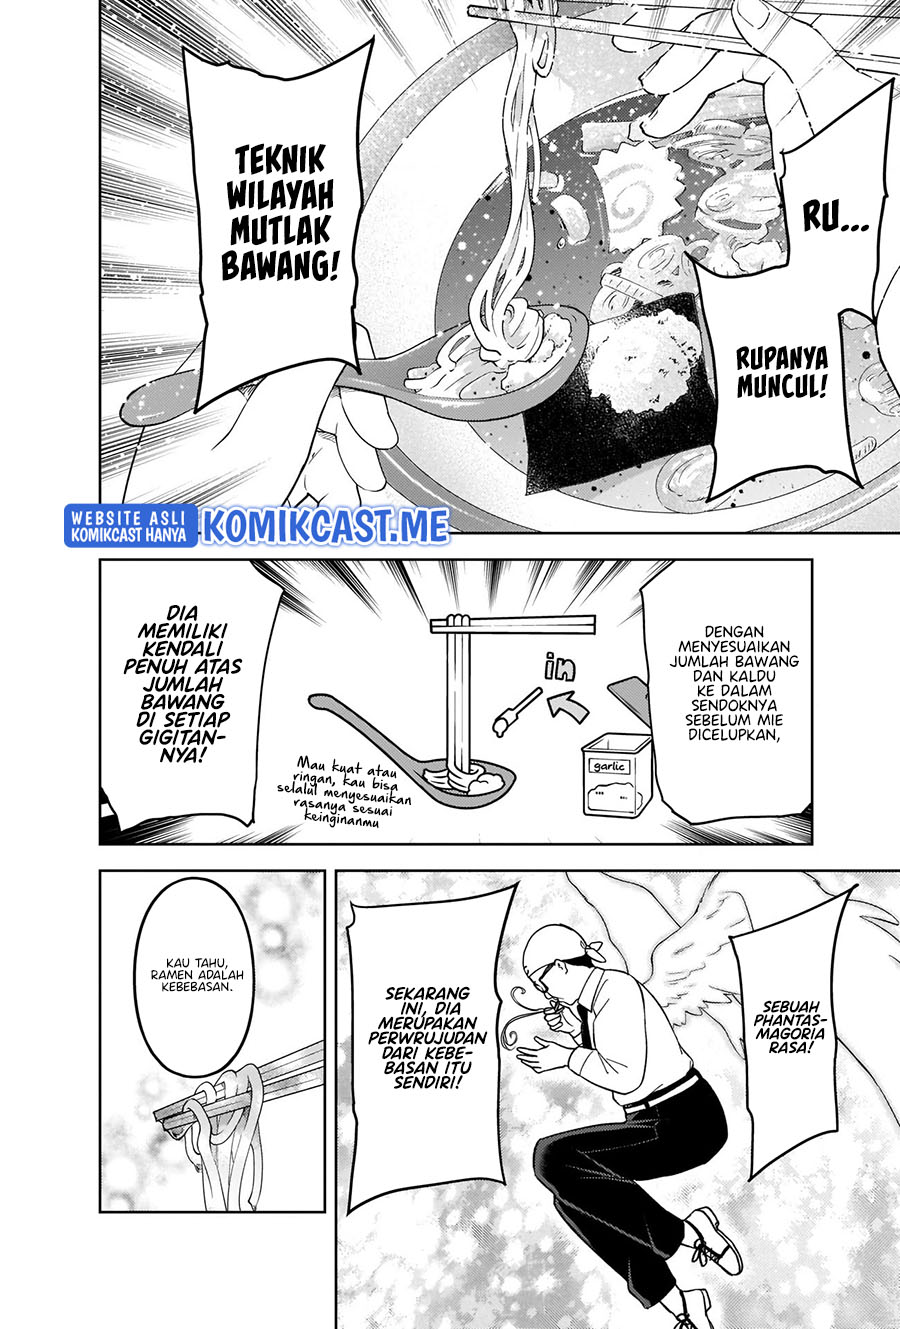 RU...
RUPANYA
MUNCUL!
TEKNIK
WILAYAH
MUTLAK
BAWANG!
WEBSITE ASLI
KOMIKCAST HANYA
KOMIKCAST.ME
DENGAN
MENYESUAIKAN
JUMLAH BAWANG
DAN KALDU
KE DALAM
SENDOKNYA
SEBELUM MIE
DICELUPKAN,
in
garlic
Mau kuat atau
ringan, kau bisa
selalu menyesuaikan
rasanya sesuai
keinginanmu
DIA
MEMILIKI
KENDALI
PENUH ATAS
JUMLAH
BAWANG
DI SETIAP
GIGITAN-
NYA!
SEBUAH
PHANTAS-
MAGORIA
RASA!
SEKARANG
INI, DIA
MERUPAKAN
PERWRUJUDAN
DARI KEBE-
BASAN ITU
SENDIRI!
KAU TAHU,
RAMEN ADALAH
KEBEBASAN.